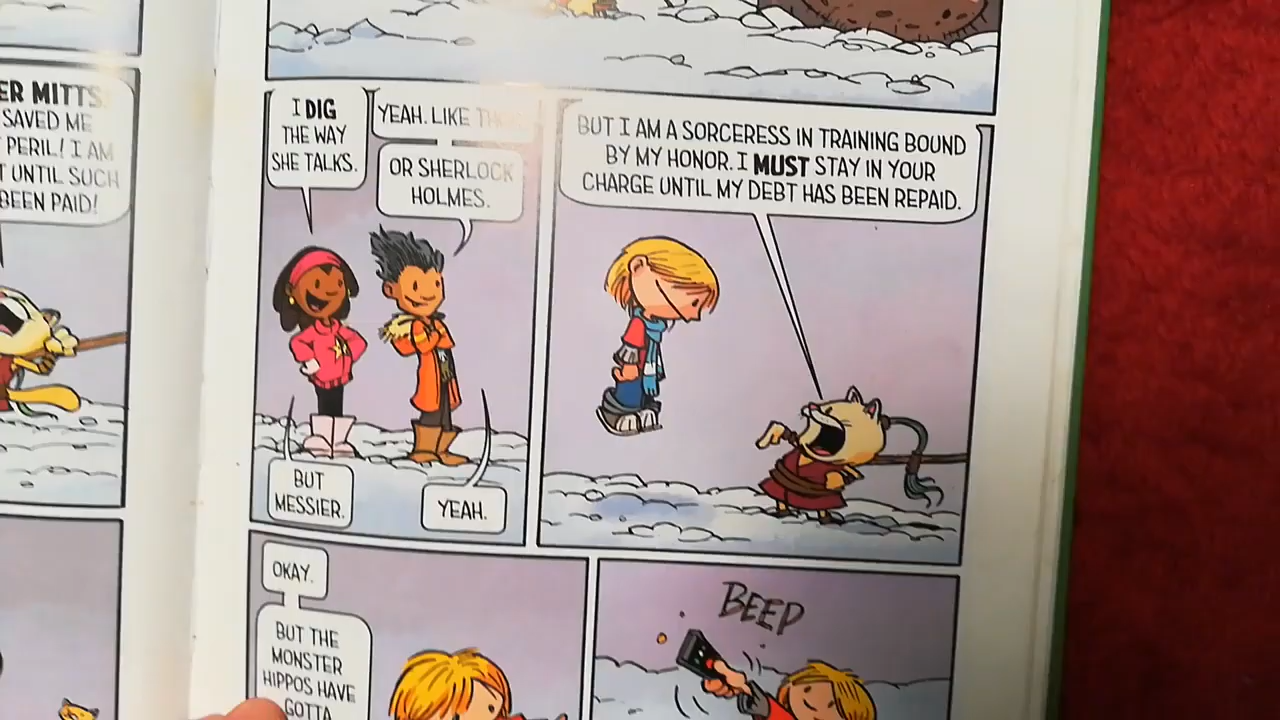 ER MITTS
SAVED ME
PERIL! I AM
T UNTIL SUCH
BEEN PAID!
I DIG
THE WAY
SHE TALKS.
YEAH. LIKE
OR SHERLOCK
HOLMES.
BUT
MESSIER.
YEAH.
BUT I AM A SORCERESS IN TRAINING BOUND
BY MY HONOR. I MUST STAY IN YOUR
CHARGE UNTIL MY DEBT HAS BEEN REPAID.
OKAY.
BUT THE
MONSTER
HIPPOS HAVE
GOTTA
BEEP